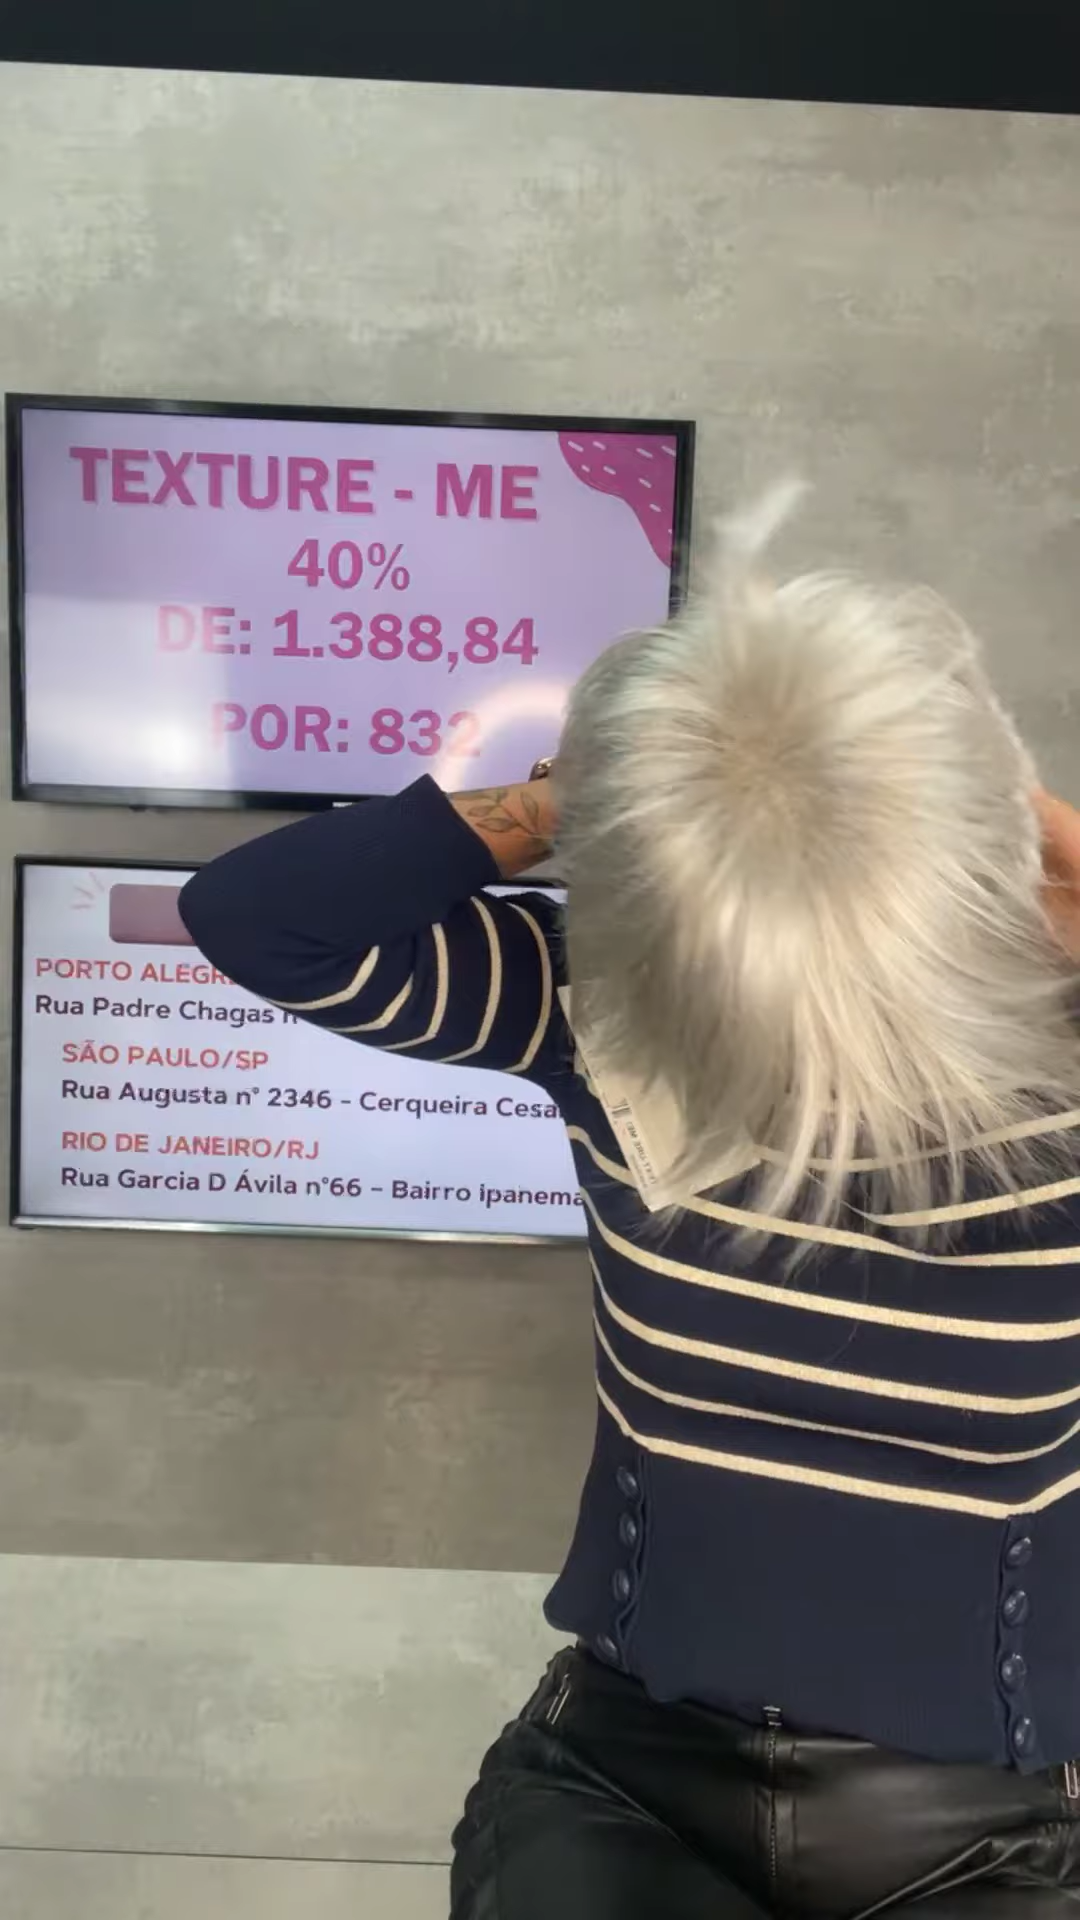 TEXTURE - ME
40%
DE: 1.388,84
POR: 832
PORTO ALEGRE
Rua Padre Chagas n
SÃO PAULO/SP
Rua Augusta n° 2346 - Cerqueira Cesa
RIO DE JANEIRO/RJ
Rua Garcia D Ávila n°66 - Bairro ipanema